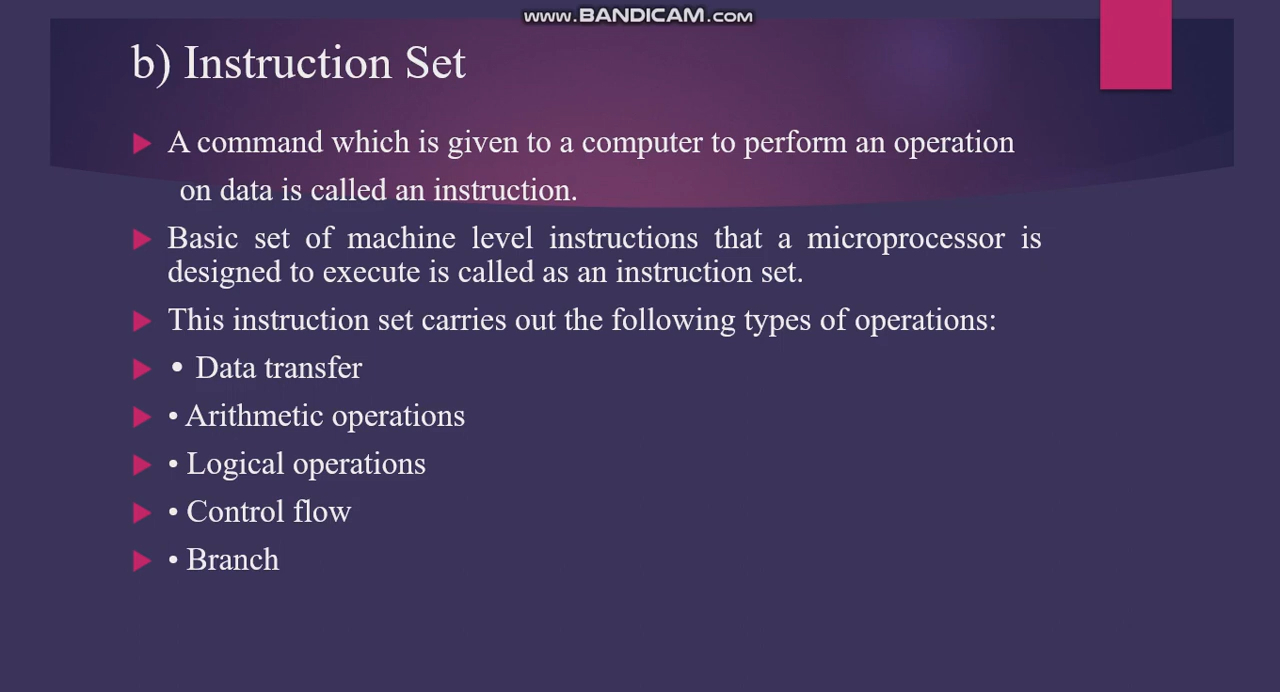 www.BANDICAM.com
b) Instruction Set
A command which is given to a computer to perform an operation
on data is called an instruction.
Basic set of machine level instructions that a microprocessor is
designed to execute is called as an instruction set.
This instruction set carries out the following types of operations:
• Data transfer
• Arithmetic operations
• Logical operations
• Control flow
• Branch